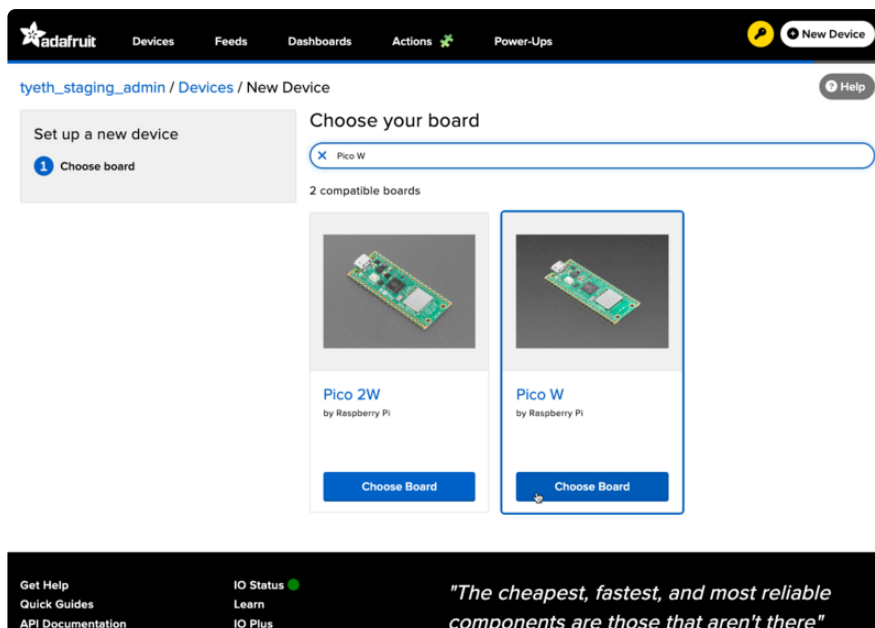 adafruit Devices Feeds Dashboards Actions Power-Ups New Device
tyeth_staging_admin / Devices / New Device Help
Set up a new device
1 Choose board
Choose your board
Pico W
2 compatible boards
Pico 2W
by Raspberry Pi
Choose Board
Pico W
by Raspberry Pi
Choose Board
Get Help
Quick Guides
API Documentation
IO Status
Learn
IO Plus
"The cheapest, fastest, and most reliable
components are those that aren't there"